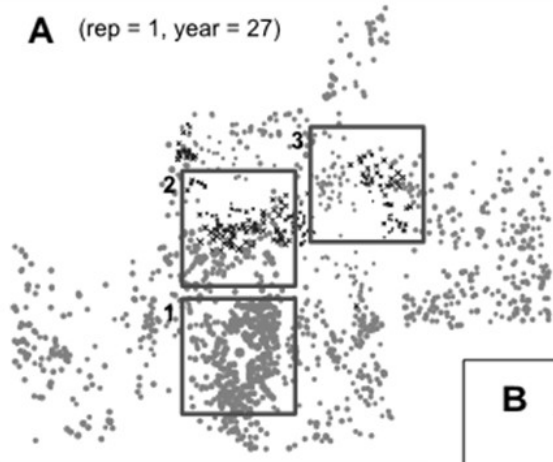 A (rep = 1, year = 27)
3
2
1
B